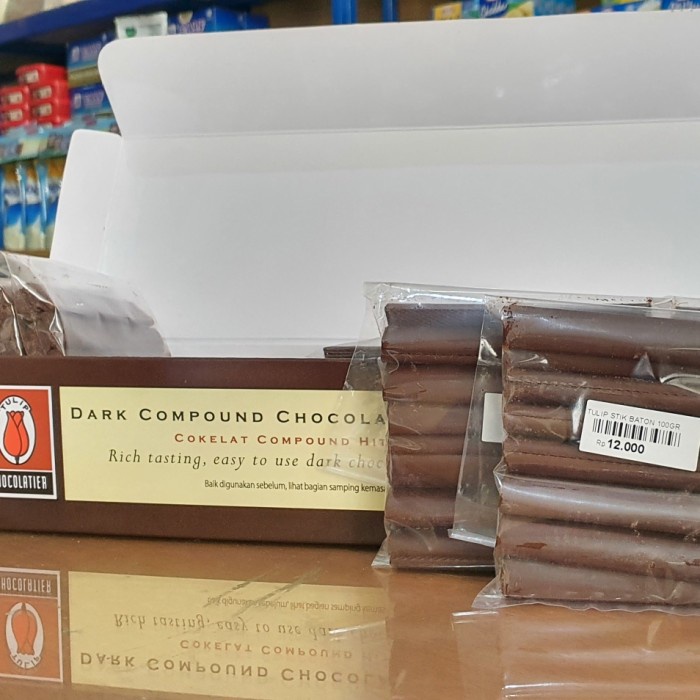 TULIP
CHOCOLATIER
DARK COMPOUND CHOCOLA
COKELAT COMPOUND HIT
Rich tasting, easy to use dark choc
Baik digunakan sebelum, lihat bagian samping kemas
TULIP STIK BATON 100GR
Rp 12.000